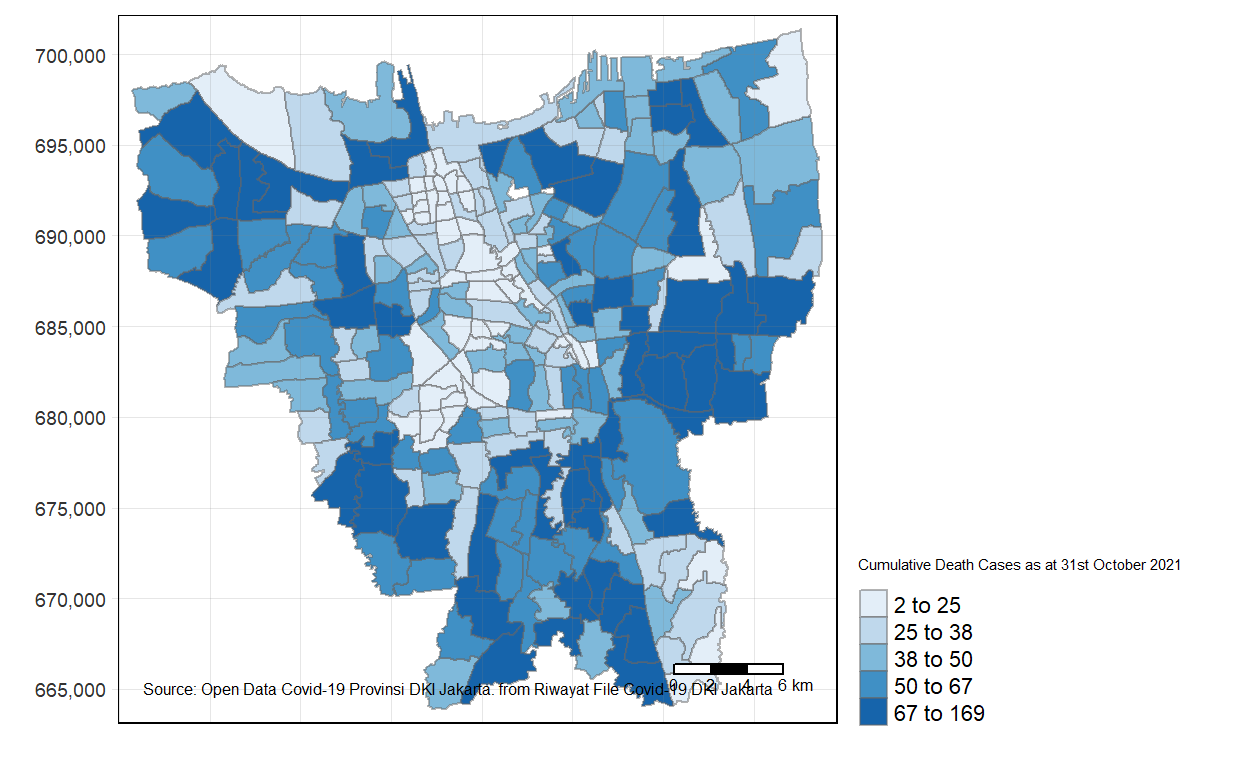 700,000
695,000
690,000
685,000
680,000
675,000
670,000
665,000
Source: Open Data Covid-19 Provinsi DKI Jakarta. from Riwayat File Covid-19 DKI Jakarta
0 2 4 6 km
Cumulative Death Cases as at 31st October 2021
2 to 25
25 to 38
38 to 50
50 to 67
67 to 169